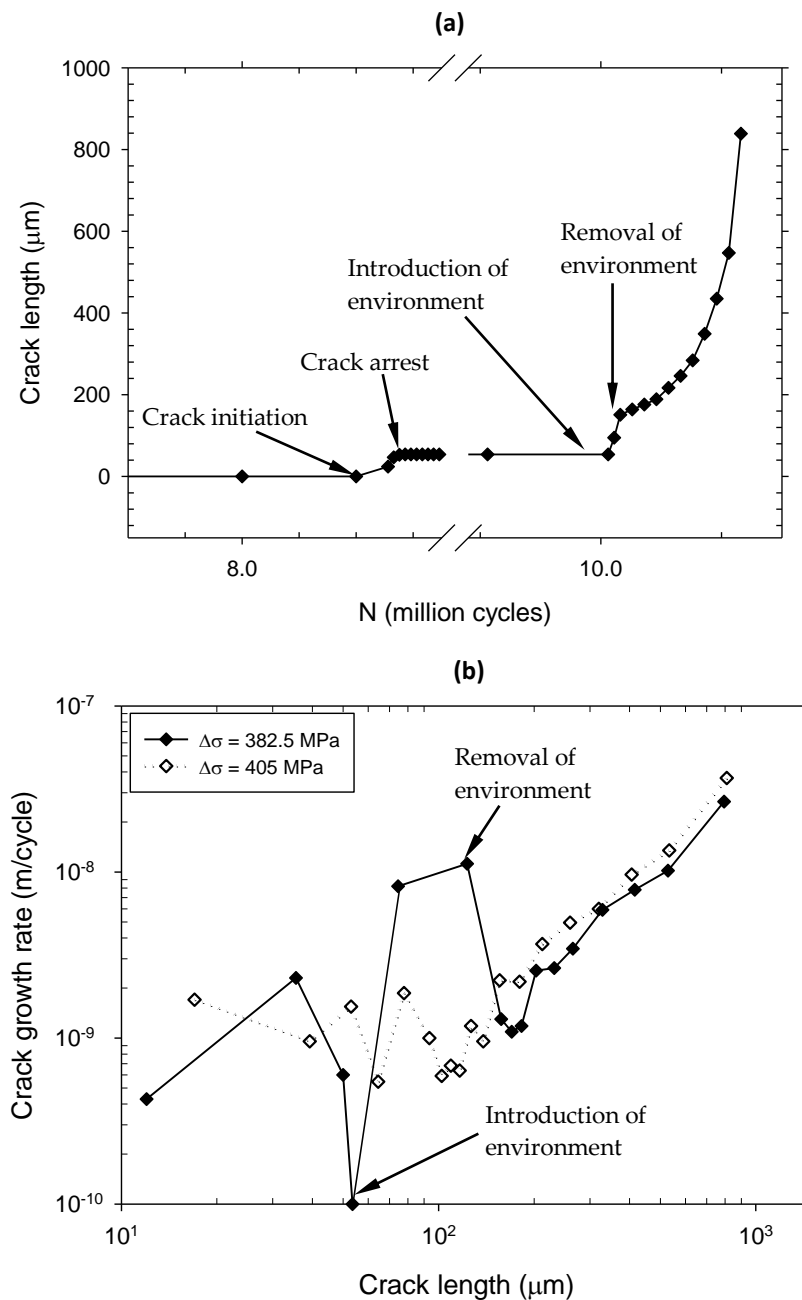 (a)
1000
800
600
400
200
0
Crack length (μm)
Removal of
environment
Introduction of
environment
Crack arrest
Crack initiation
8.0
10.0
N (million cycles)
(b)
10-7
10-8
10-9
10-10
Crack growth rate (m/cycle)
Δσ = 382.5 MPa
Δσ = 405 MPa
Removal of
environment
Introduction of
environment
101
102
103
Crack length (μm)